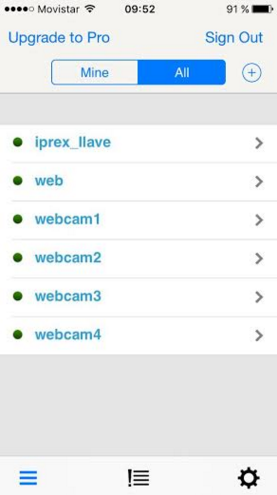 Movistar 09:52 91 %
Upgrade to Pro Sign Out
Mine All
iprex_llave
web
webcam1
webcam2
webcam3
webcam4